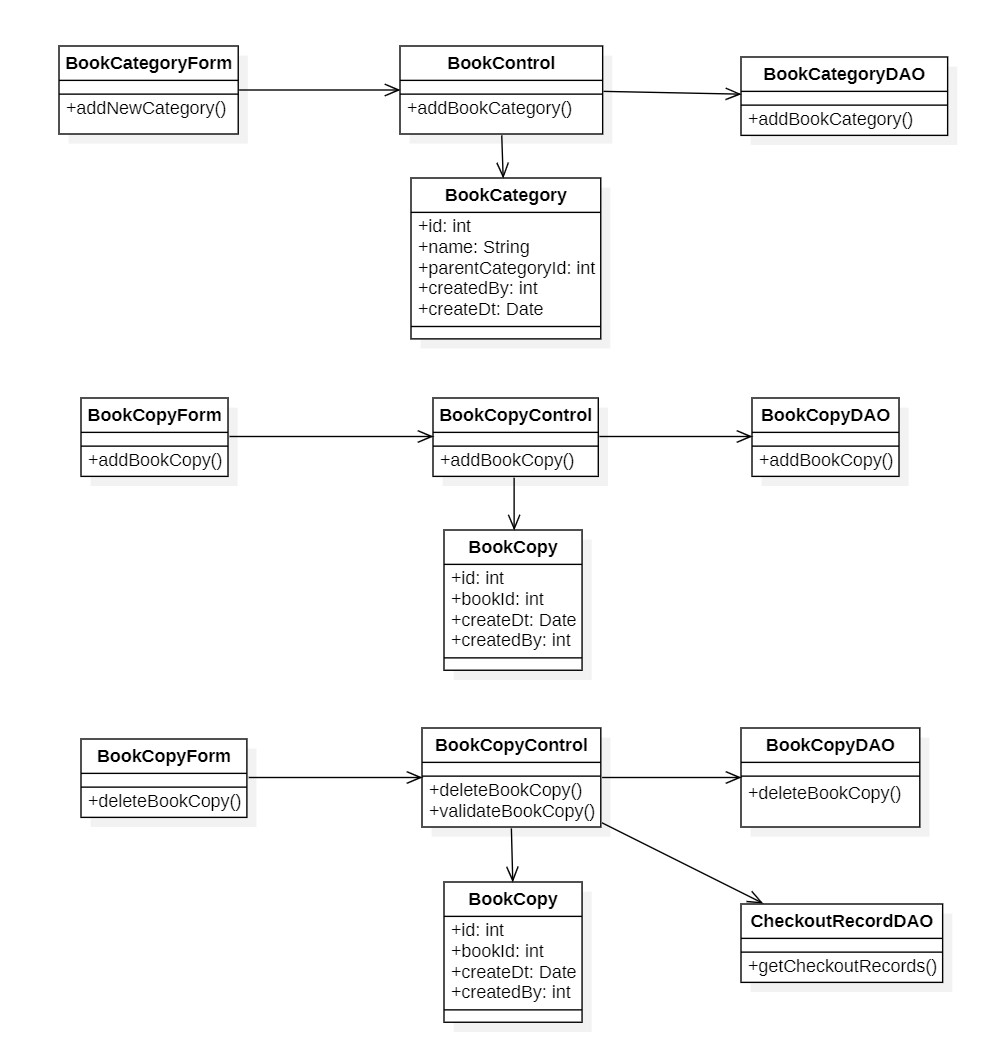 BookCategoryForm
+addNewCategory()
BookControl
+addBookCategory()
BookCategoryDAO
+addBookCategory()
BookCategory
+id: int
+name: String
+parentCategoryId: int
+createdBy: int
+createDt: Date
BookCopyForm
+addBookCopy()
BookCopyControl
+addBookCopy()
BookCopyDAO
+addBookCopy()
BookCopy
+id: int
+bookId: int
+createDt: Date
+createdBy: int
BookCopyForm
+deleteBookCopy()
BookCopyControl
+deleteBookCopy()
+validateBookCopy()
BookCopyDAO
+deleteBookCopy()
BookCopy
+id: int
+bookId: int
+createDt: Date
+createdBy: int
CheckoutRecordDAO
+getCheckoutRecords()